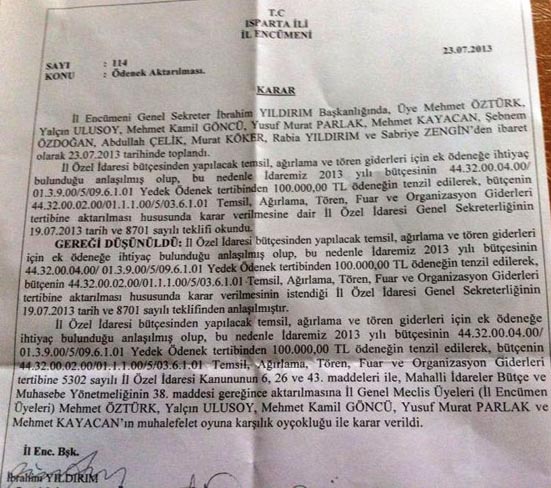 T.C
ISPARTA İLİ
İL ENCÜMENİ
23.07.2013
SAYI : 114
KONU : Ödenek Aktarılması.
KARAR
İl Encümeni Genel Sekreter İbrahim YILDIRIM Başkanlığında, Üye Mehmet ÖZTÜRK,
Yalçın ULUSOY, Mehmet Kamil GÖNCÜ, Yusuf Murat PARLAK, Mehmet KAYACAN, Şebnem
ÖZDOĞAN, Abdullah ÇELİK, Murat KÖKER, Rabia YILDIRIM ve Sabriye ZENGİN'den ibaret
olarak 23.07.2013 tarihinde toplandı.
İl Özel İdaresi bütçesinden yapılacak temsil, ağırlama ve tören giderleri için ek ödeneğe ihtiyaç
bulunduğu anlaşılmış olup, bu nedenle İdaremiz 2013 yılı bütçesinin 44.32.00.04.00/
01.3.9.00/5/09.6.1.01 Yedek Ödenek tertibinden 100.000,00 TL ödeneğin tenzil edilerek, bütçenin
44.32.00.02.00/01.1.1.00/5/03.6.1.01 Temsil, Ağırlama, Tören, Fuar ve Organizasyon Giderleri
tertibine aktarılması hususunda karar verilmesine dair İl Özel İdaresi Genel Sekreterliğinin
19.07.2013 tarih ve 8701 sayılı teklifi okundu.
GEREĞİ DÜŞÜNÜLDÜ: İl Özel İdaresi bütçesinden yapılacak temsil, ağırlama ve tören giderleri
için ek ödeneğe ihtiyaç bulunduğu anlaşılmış olup, bu nedenle İdaremiz 2013 yılı bütçesinin
44.32.00.04.00/ 01.3.9.00/5/09.6.1.01 Yedek Ödenek tertibinden 100.000,00 TL ödeneğin tenzil edilerek,
bütçenin 44.32.00.02.00/01.1.1.00/5/03.6.1.01 Temsil, Ağırlama, Tören, Fuar ve Organizasyon Giderleri
tertibine aktarılması hususunda karar verilmesinin istendiği İl Özel İdaresi Genel Sekreterliğinin
19.07.2013 tarih ve 8701 sayılı teklifinden anlaşılmıştır.
İl Özel İdaresi bütçesinden yapılacak temsil, ağırlama ve tören giderleri için ek ödeneğe
ihtiyaç bulunduğu anlaşılmış olup, bu nedenle İdaremiz 2013 yılı bütçesinin 44.32.00.04.00/
01.3.9.00/5/09.6.1.01 Yedek Ödenek tertibinden 100.000,00 TL ödeneğin tenzil edilerek, bütçenin
44.32.00.02.00/01.1.1.00/5/03.6.1.01 Temsil, Ağırlama, Tören, Fuar ve Organizasyon Giderleri
tertibine 5302 sayılı İl Özel İdaresi Kanununun 6, 26 ve 43. maddeleri ile, Mahalli İdareler Bütçe ve
Muhasebe Yönetmeliğinin 38. maddesi gereğince aktarılmasına İl Genel Meclis Üyeleri (İl Encümen
Üyeleri) Mehmet ÖZTÜRK, Yalçın ULUSOY, Mehmet Kamil GÖNCÜ, Yusuf Murat PARLAK ve
Mehmet KAYACAN'ın muhalefelet oyuna karşılık oyçokluğu ile karar verildi.
İl Enc. Bşk.
İbrahim YILDIRIM